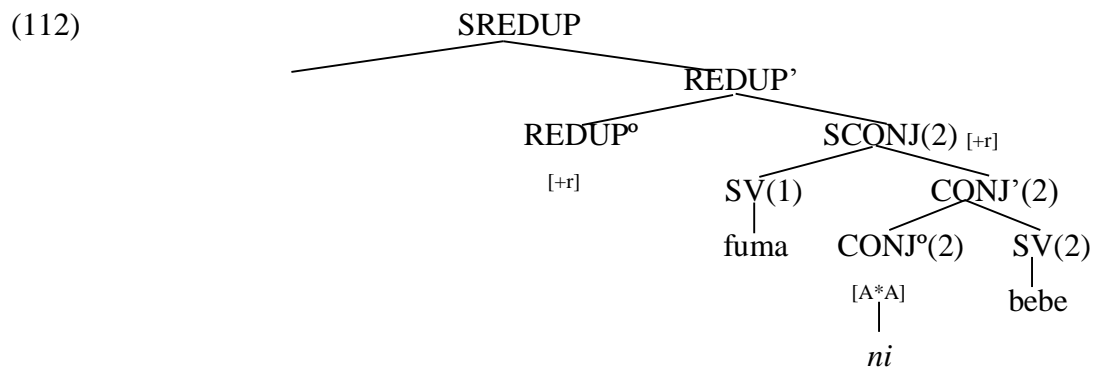 (112) SREDUP
REDUP’
REDUPº SCONJ(2) [+r]
[+r] SV(1) CONJ’(2)
fuma CONJº(2) SV(2)
[A*A] bebe
ni